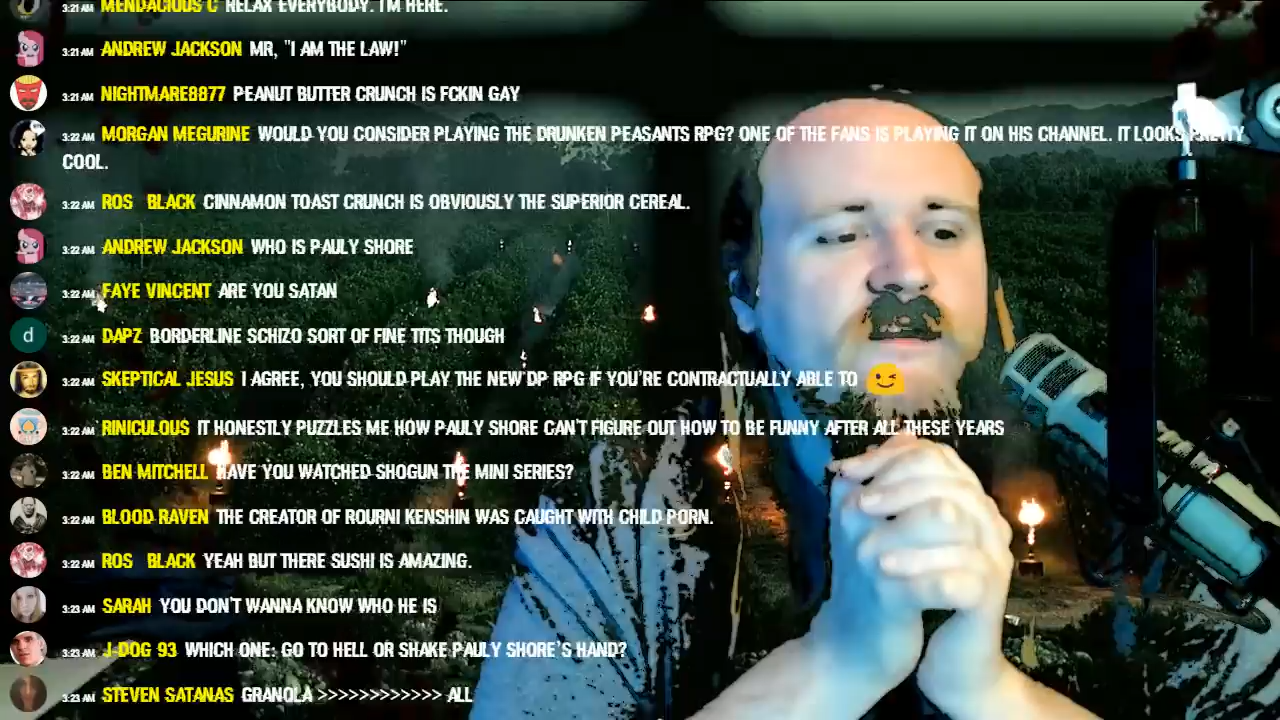 3:21 AM MENDACIOUS C RELAX EVERYBODY. I'M HERE.
3:21 AM ANDREW JACKSON MR, "I AM THE LAW!"
3:21 AM NIGHTMARE8877 PEANUT BUTTER CRUNCH IS FCKIN GAY
3:22 AM MORGAN MEGURINE WOULD YOU CONSIDER PLAYING THE DRUNKEN PEASANTS RPG? ONE OF THE FANS IS PLAYING IT ON HIS CHANNEL. IT LOOKS PRETTY
COOL.
3:22 AM ROS BLACK CINNAMON TOAST CRUNCH IS OBVIOUSLY THE SUPERIOR CEREAL.
3:22 AM ANDREW JACKSON WHO IS PAULY SHORE
3:22 AM FAYE VINCENT ARE YOU SATAN
d 3:22 AM DAPZ BORDERLINE SCHIZO SORT OF FINE TITS THOUGH
3:22 AM SKEPTICAL JESUS I AGREE, YOU SHOULD PLAY THE NEW DP RPG IF YOU'RE CONTRACTUALLY ABLE TO 😉
3:22 AM RINICULOUS IT HONESTLY PUZZLES ME HOW PAULY SHORE CAN'T FIGURE OUT HOW TO BE FUNNY AFTER ALL THESE YEARS
3:22 AM BEN MITCHELL HAVE YOU WATCHED SHOGUN THE MINI SERIES?
3:22 AM BLOOD RAVEN THE CREATOR OF ROURNI KENSHIN WAS CAUGHT WITH CHILD PORN.
3:22 AM ROS BLACK YEAH BUT THERE SUSHI IS AMAZING.
3:23 AM SARAH YOU DON'T WANNA KNOW WHO HE IS
3:23 AM J-DOG 93 WHICH ONE: GO TO HELL OR SHAKE PAULY SHORE'S HAND?
3:23 AM STEVEN SATANAS GRANOLA >>>>>>>>>>>> ALL